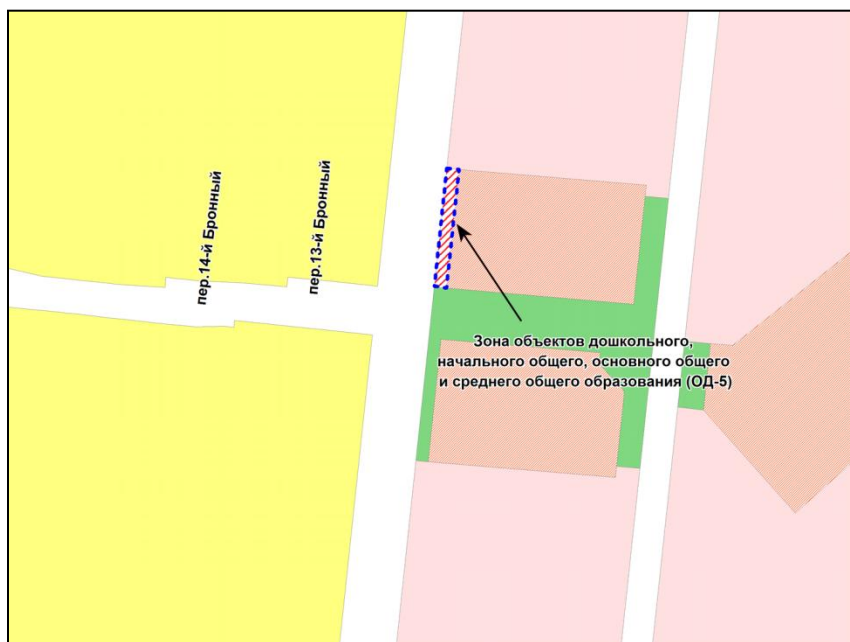 пер.14-й Бронный
пер.13-й Бронный
Зона объектов дошкольного,
начального общего, основного общего
и среднего общего образования (ОД-5)